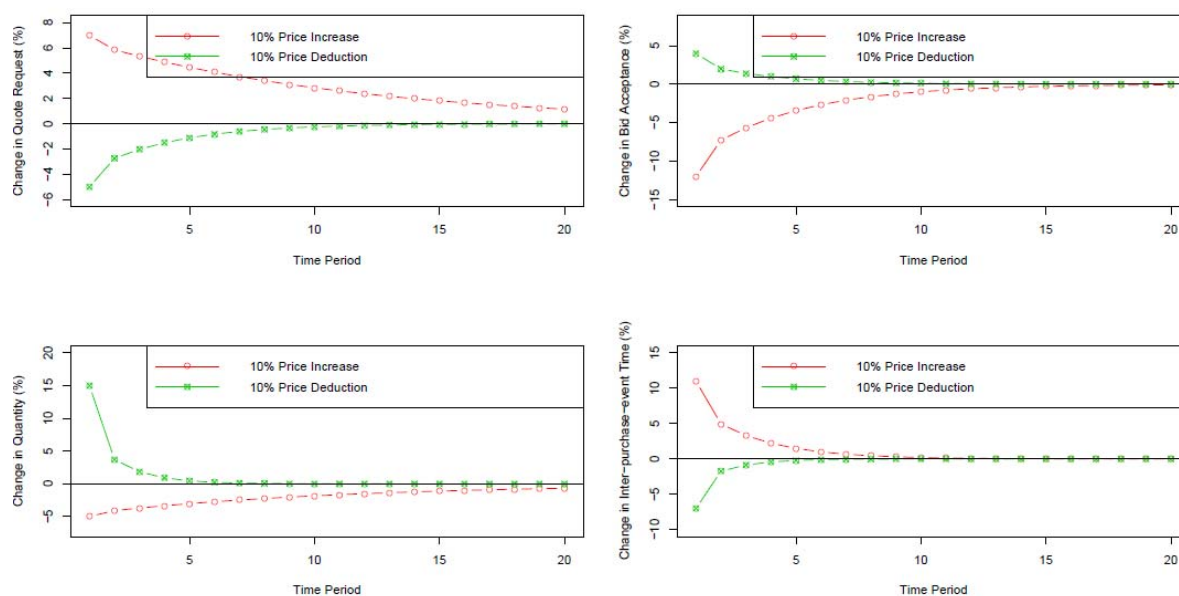 Change in Quote Request (%)
8
6
4
2
0
−2
−4
−6
10% Price Increase
10% Price Deduction
5
10
15
20
Time Period
Change in Bid Acceptance (%)
5
0
−5
−10
−15
10% Price Increase
10% Price Deduction
5
10
15
20
Time Period
Change in Quantity (%)
20
15
10
5
0
−5
10% Price Increase
10% Price Deduction
5
10
15
20
Time Period
Change in Inter−purchase−event Time (%)
15
10
5
0
−5
−10
10% Price Increase
10% Price Deduction
5
10
15
20
Time Period